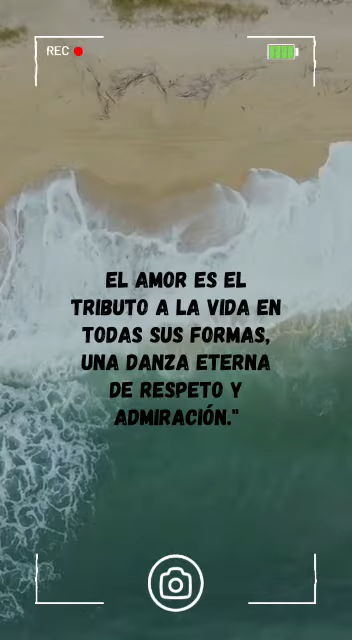 REC
EL AMOR ES EL
TRIBUTO A LA VIDA EN
TODAS SUS FORMAS,
UNA DANZA ETERNA
DE RESPETO Y
ADMIRACIÓN."